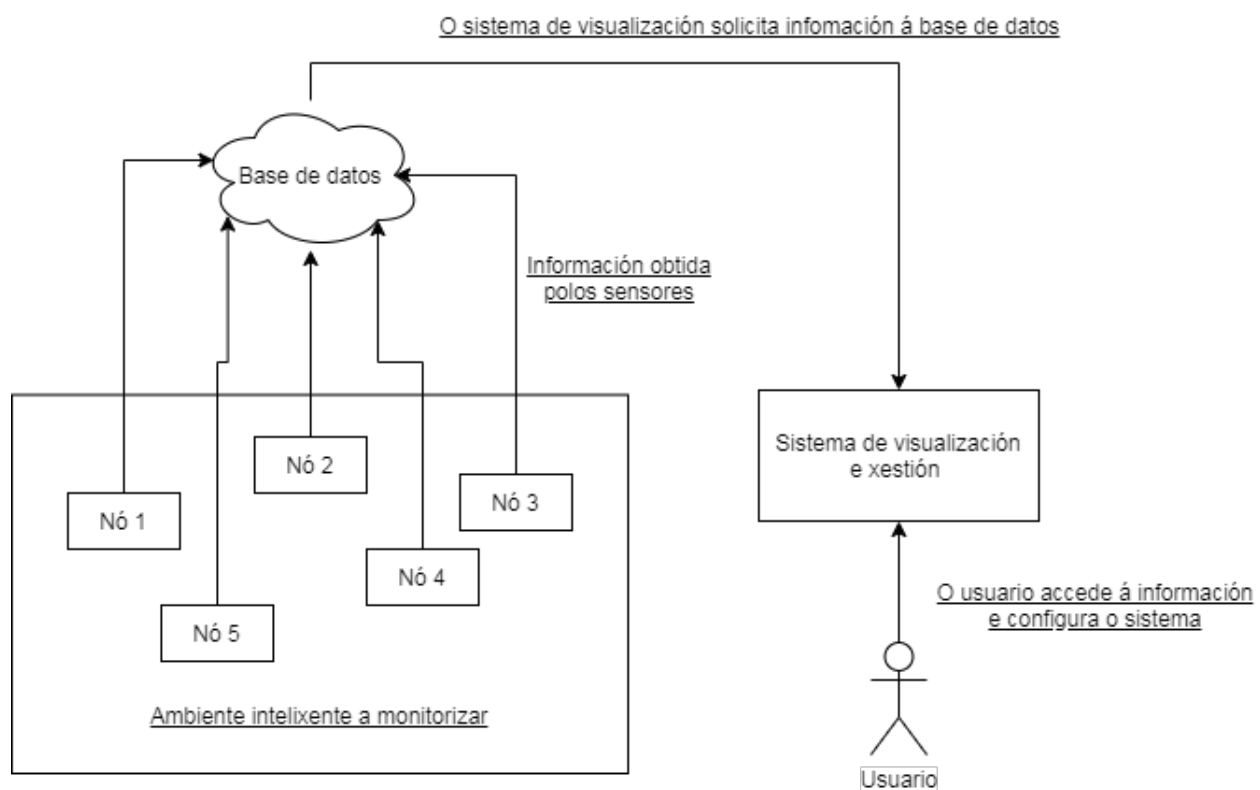 O sistema de visualización solicita infomación á base de datos
Base de datos
Información obtida
polos sensores
Nó 2
Nó 1
Nó 3
Nó 4
Nó 5
Ambiente intelixente a monitorizar
Sistema de visualización
e xestión
O usuario accede á información
e configura o sistema
Usuario